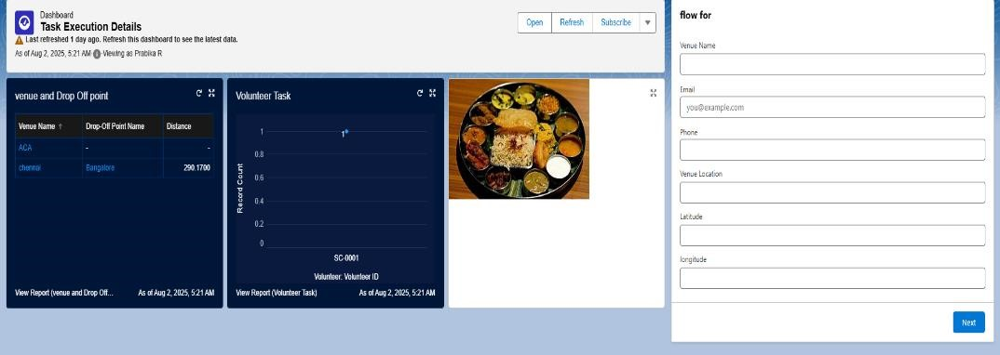 Dashboard
Task Execution Details
Last refreshed 1 day ago. Refresh this dashboard to see the latest data.
As of Aug 2, 2025, 5:21 AM Viewing as Prabika R
Open Refresh Subscribe
venue and Drop Off point
Venue Name ↑ Drop-Off Point Name Distance
ACA - -
chennai Bangalore 290.1700
View Report (venue and Drop Off... As of Aug 2, 2025, 5:21 AM
Volunteer Task
Record Count
1
0.8
0.6
0.4
0.2
0
1
SC-0001
Volunteer: Volunteer ID
View Report (Volunteer Task) As of Aug 2, 2025, 5:21 AM
flow for
Venue Name
Email
you@example.com
Phone
Venue Location
Latitude
longitude
Next